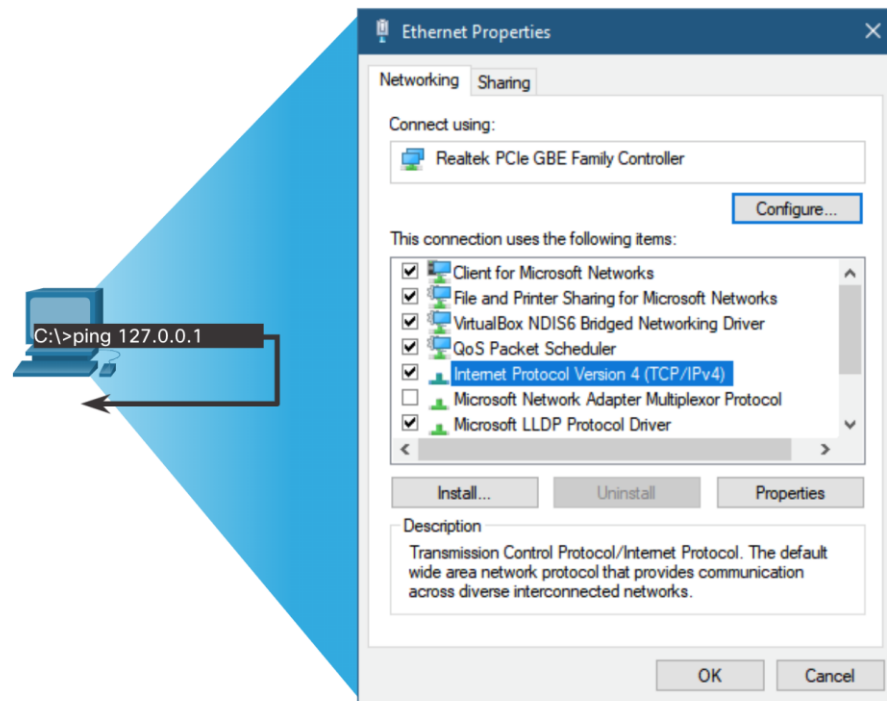 Ethernet Properties
Networking
Sharing
Connect using:
Realtek PCIe GBE Family Controller
Configure...
This connection uses the following items:
Client for Microsoft Networks
File and Printer Sharing for Microsoft Networks
VirtualBox NDIS6 Bridged Networking Driver
QoS Packet Scheduler
Internet Protocol Version 4 (TCP/IPv4)
Microsoft Network Adapter Multiplexor Protocol
Microsoft LLDP Protocol Driver
Install...
Uninstall
Properties
Description
Transmission Control Protocol/Internet Protocol. The default
wide area network protocol that provides communication
across diverse interconnected networks.
OK
Cancel
C:\>ping 127.0.0.1